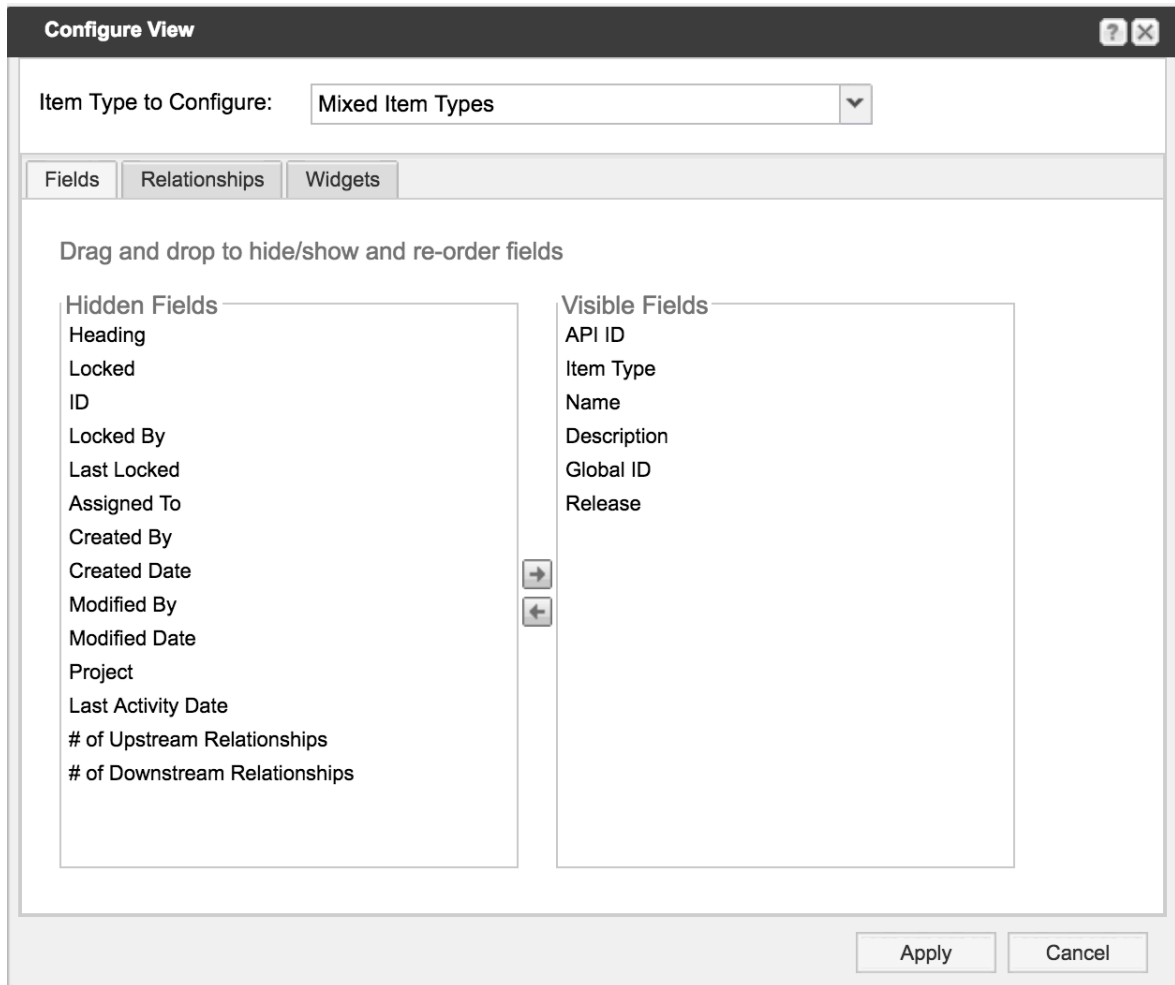 Configure View
Item Type to Configure:
Mixed Item Types
Fields
Relationships
Widgets
Drag and drop to hide/show and re-order fields
Hidden Fields
Heading
Locked
ID
Locked By
Last Locked
Assigned To
Created By
Created Date
Modified By
Modified Date
Project
Last Activity Date
# of Upstream Relationships
# of Downstream Relationships
Visible Fields
API ID
Item Type
Name
Description
Global ID
Release
Apply
Cancel